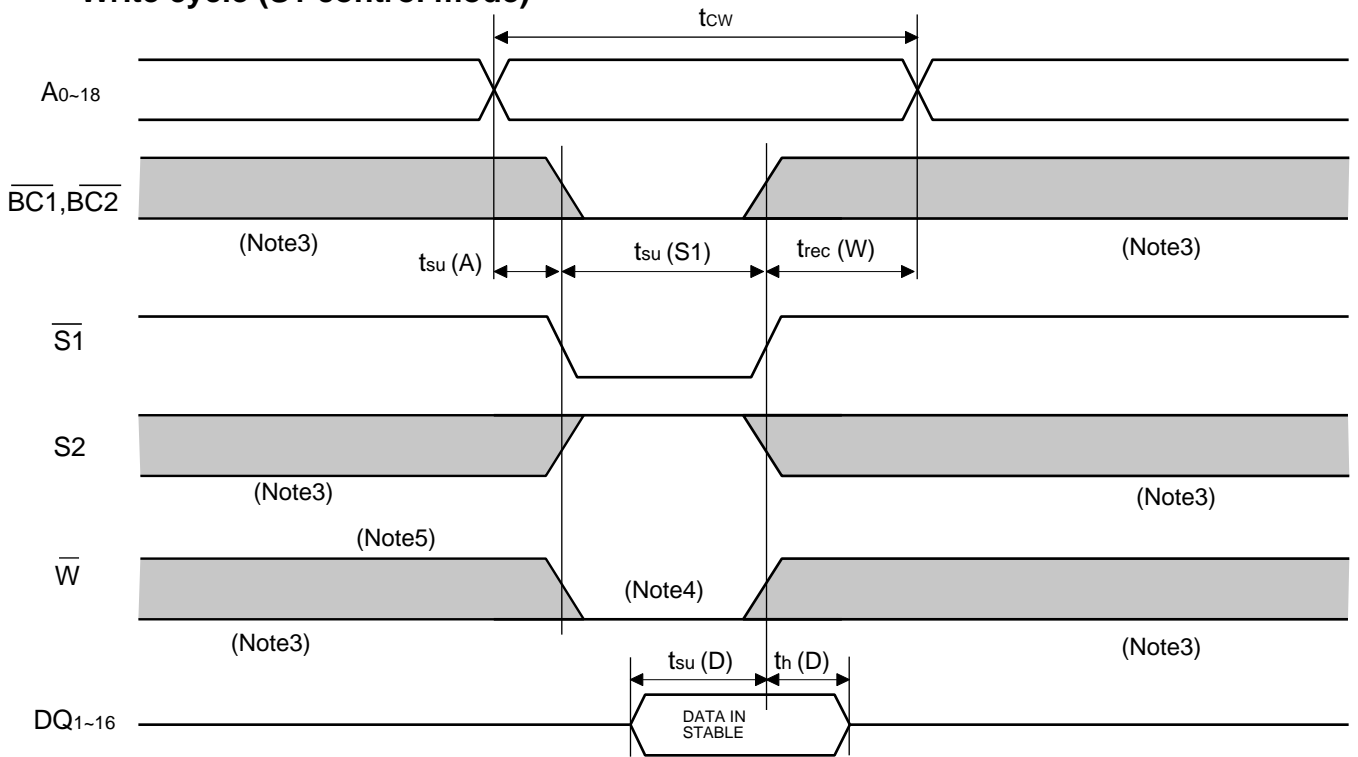 Write cycle (S1 control mode)
tcw
A0~18
BC1,BC2
(Note3)
tsu (A)
tsu (S1)
trec (W)
(Note3)
S1
S2
(Note3)
(Note3)
(Note5)
W
(Note4)
(Note3)
(Note3)
tsu (D)
th (D)
DQ1~16
DATA IN
STABLE